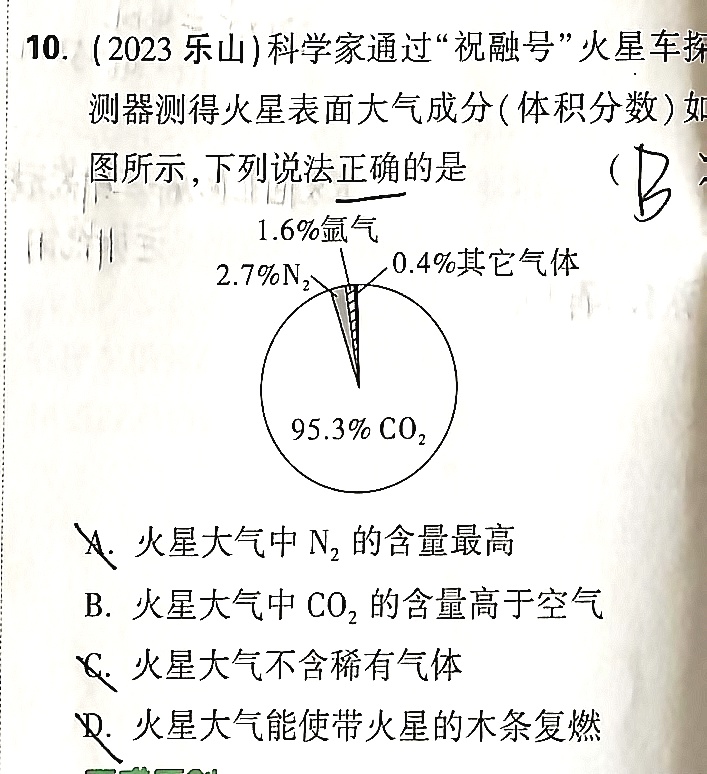 10. (2023 乐山)科学家通过“祝融号”火星车探
测器测得火星表面大气成分(体积分数)如
图所示,下列说法正确的是 ( B
1.6%氩气
2.7%N₂ 0.4%其它气体
95.3% CO₂
A. 火星大气中 N₂ 的含量最高
B. 火星大气中 CO₂ 的含量高于空气
C. 火星大气不含稀有气体
D. 火星大气能使带火星的木条复燃